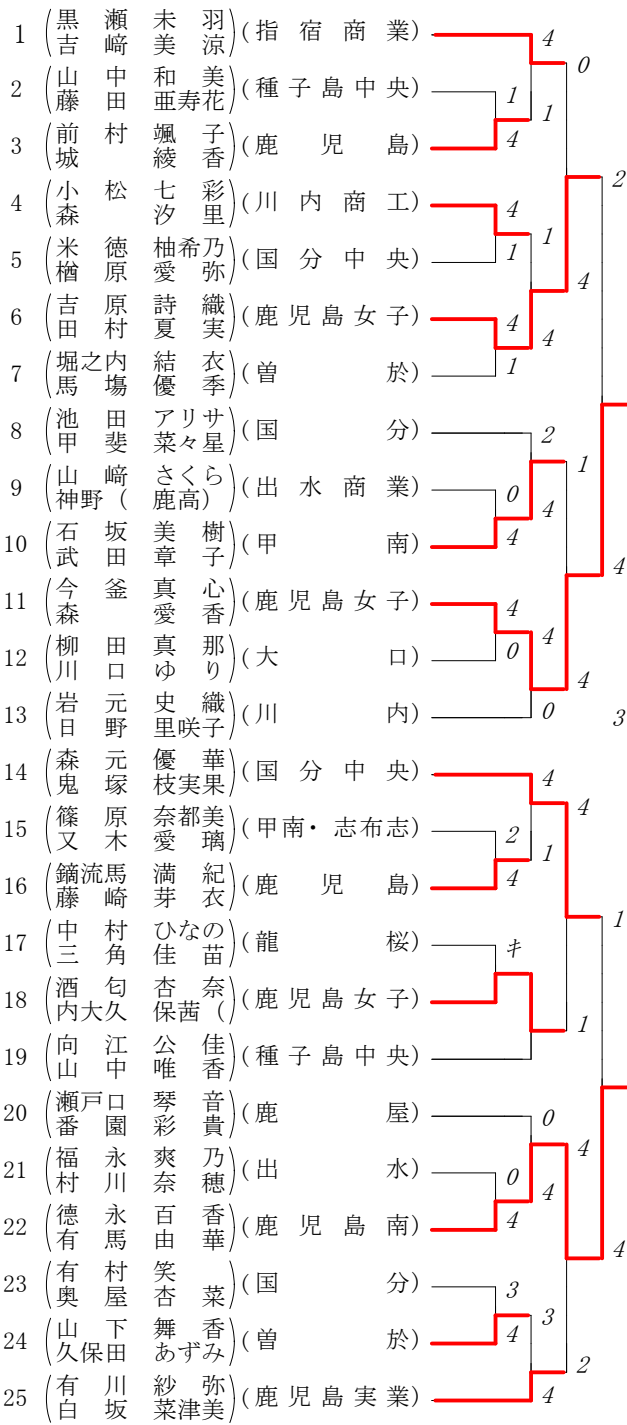 1 (黒瀬未羽 吉﨑美涼)(指宿商業) 4
0
2 (山中和美 藤田亜寿花)(種子島中央) 1
1
3 (前村颯子 城綾香)(鹿児島) 4
2
4 (小松七彩 森汐里)(川内商工) 4
1
5 (米徳柚希乃 楢原愛弥)(国分中央) 1
4
6 (吉原詩織 田村夏実)(鹿児島女子) 4
4
7 (堀之内結衣 馬場優季)(曽於) 1
8 (池田アリサ 甲斐菜々星)(国分) 2
1
9 (山﨑さくら 神野(鹿高))(出水商業) 0
4
10 (石坂美樹 武田章子)(甲南) 4
4
11 (今釜真心 森愛香)(鹿児島女子) 4
4
12 (柳田真那 川口ゆり)(大口) 0
4
13 (岩元史織 日野里咲子)(川内) 0
3
14 (森元優華 鬼塚枝実果)(国分中央) 4
4
15 (篠原奈都美 又木愛璃)(甲南・志布志) 2
1
16 (鏑流馬満紀 藤崎芽衣)(鹿児島) 4
1
17 (中村ひなの 三角佳苗)(龍桜) キ
18 (酒匂杏奈 内大久保茜()(鹿児島女子)
1
19 (向江公佳 山中唯香)(種子島中央)
20 (瀬戸口琴音 番園彩貴)(鹿屋) 0
4
21 (福永爽乃 村川奈穂)(出水) 0
4
22 (德永百香 有馬由華)(鹿児島南) 4
4
23 (有村笑 奥屋杏菜)(国分) 3
3
24 (山下舞香 久保田あずみ)(曽於) 4
2
25 (有川紗弥 白坂菜津美)(鹿児島実業) 4